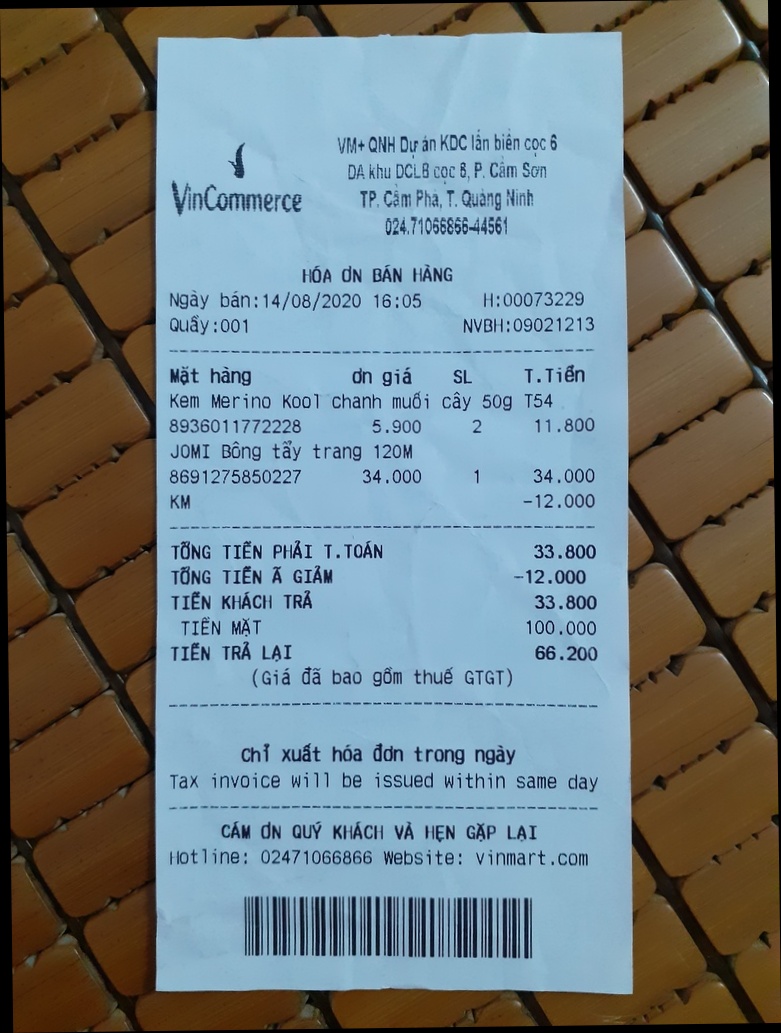 VinCommerce
VM+ QNH Dự án KDC lấn biển cọc 6
DA khu DCLB cọc 6, P. Cẩm Sơn
TP. Cẩm Phả, T. Quảng Ninh
024.71066866-44561
HÓA ƠN BÁN HÀNG
Ngày bán:14/08/2020 16:05 H:00073229
Quầy:001 NVBH:09021213
Mặt hàng ơn giá SL T.Tiền
Kem Merino Kool chanh muối cây 50g T54
8936011772228 5.900 2 11.800
JOMI Bông tẩy trang 120M
8691275850227 34.000 1 34.000
KM -12.000
TỔNG TIỀN PHẢI T.TOÁN 33.800
TỔNG TIỀN Ã GIẢM -12.000
TIỀN KHÁCH TRẢ 33.800
TIỀN MẶT 100.000
TIỀN TRẢ LẠI 66.200
(Giá đã bao gồm thuế GTGT)
Chỉ xuất hóa đơn trong ngày
Tax invoice will be issued within same day
CẢM ƠN QUÝ KHÁCH VÀ HẸN GẶP LẠI
Hotline: 02471066866 Website: vinmart.com